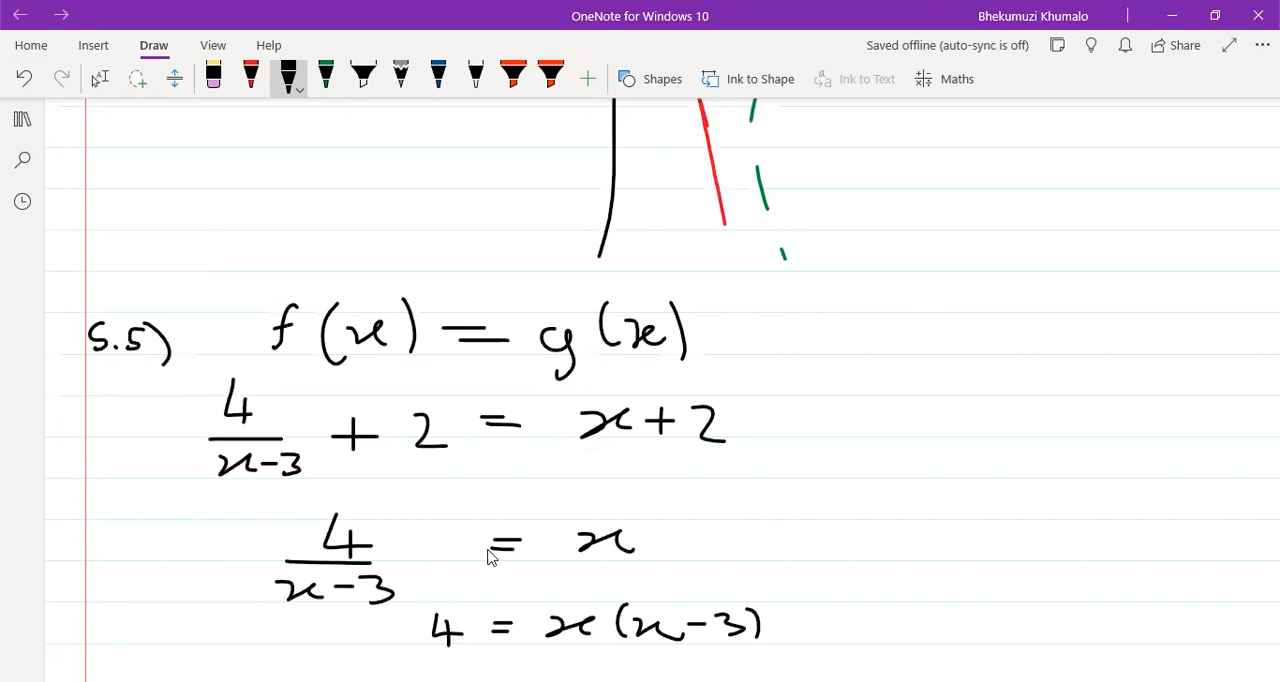 OneNote for Windows 10
Bhekumuzi Khumalo
Home Insert Draw View Help
Saved offline (auto-sync is off)
Share
Shapes
Ink to Shape
Ink to Text
Maths
5.5) f(x) = g(x)
4/(x-3) + 2 = x+2
4/(x-3) = x
4 = x(x-3)